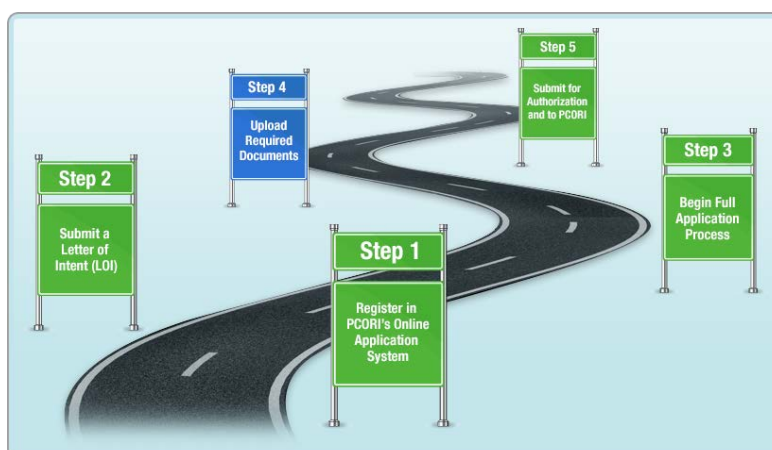 Step 1
Register in
PCORI's Online
Application
System
Step 2
Submit a
Letter of
Intent (LOI)
Step 3
Begin Full
Application
Process
Step 4
Upload
Required
Documents
Step 5
Submit for
Authorization
and to PCORI